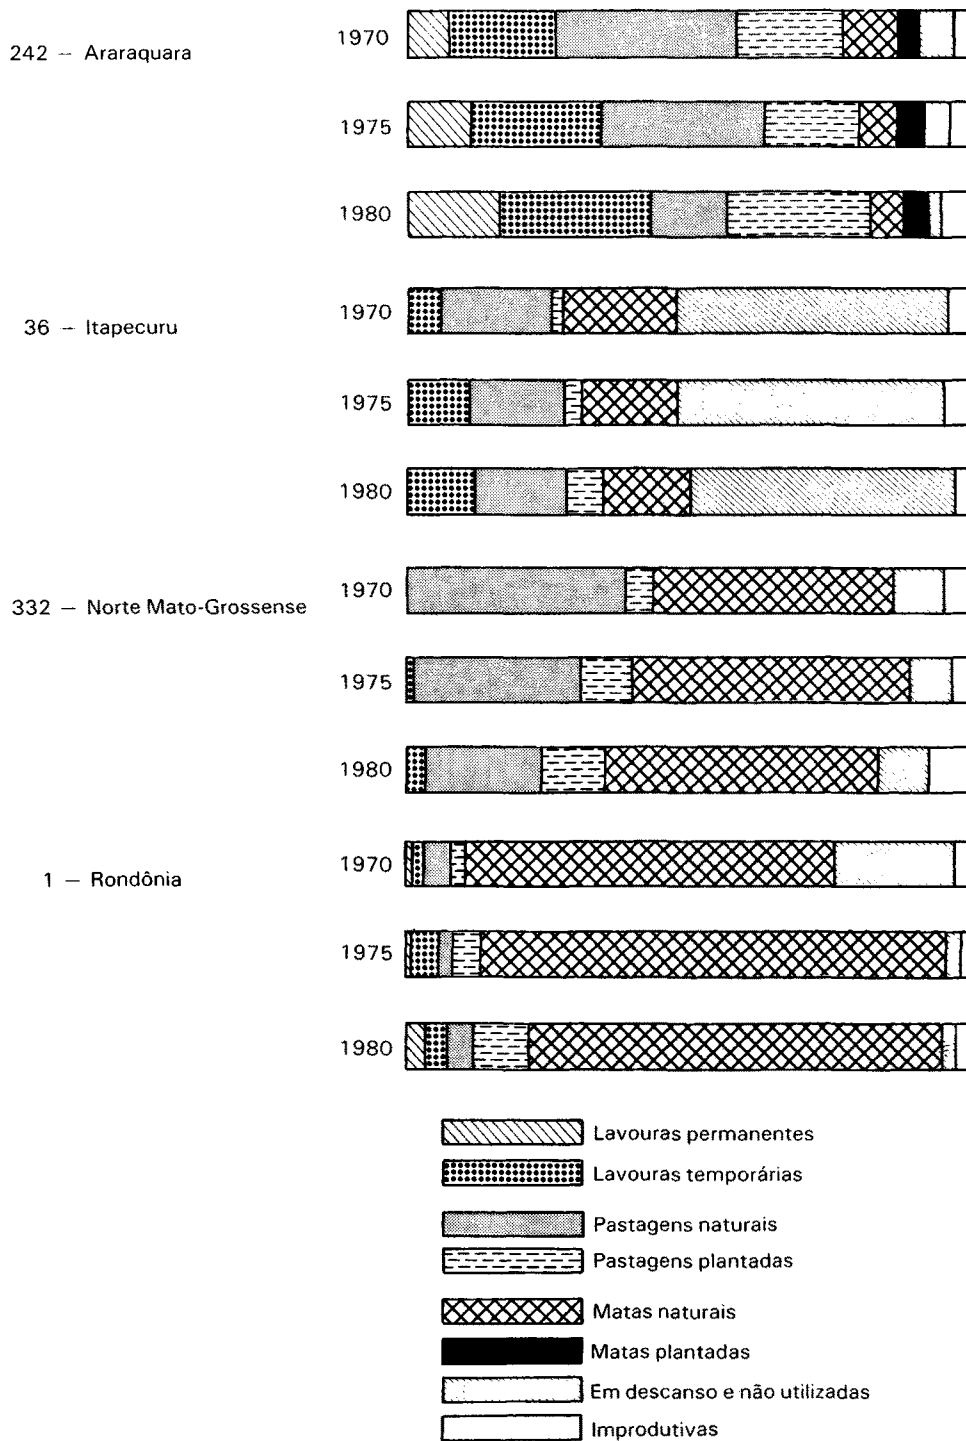 1970
242 — Araraquara
1975
1980
1970
36 — Itapecuru
1975
1980
1970
332 — Norte Mato-Grossense
1975
1980
1970
1 — Rondônia
1975
1980
Lavouras permanentes
Lavouras temporárias
Pastagens naturais
Pastagens plantadas
Matas naturais
Matas plantadas
Em descanso e não utilizadas
Improdutivas